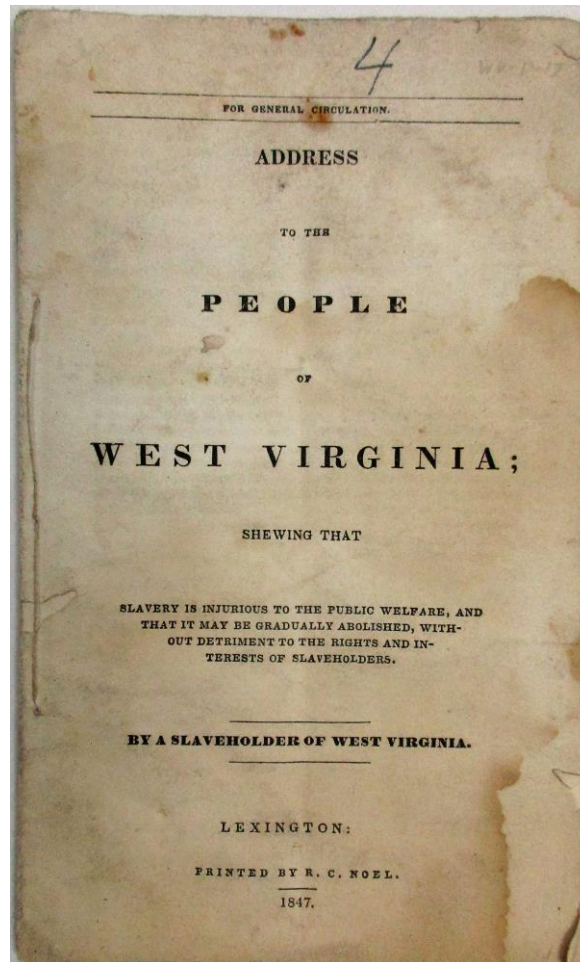 4
FOR GENERAL CIRCULATION.
ADDRESS
TO THE
PEOPLE
OF
WEST VIRGINIA;
SHEWING THAT
SLAVERY IS INJURIOUS TO THE PUBLIC WELFARE, AND
THAT IT MAY BE GRADUALLY ABOLISHED, WITH-
OUT DETRIMENT TO THE RIGHTS AND IN-
TERESTS OF SLAVEHOLDERS.
BY A SLAVEHOLDER OF WEST VIRGINIA.
LEXINGTON:
PRINTED BY R. C. NOEL.
1847.